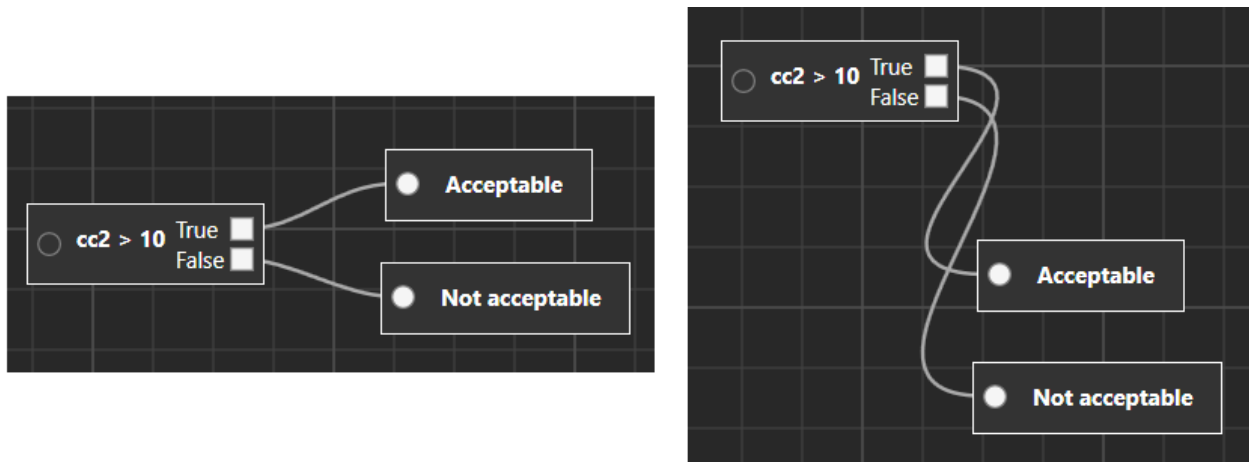 cc2 > 10 True
False
Acceptable
Not acceptable
cc2 > 10 True
False
Acceptable
Not acceptable